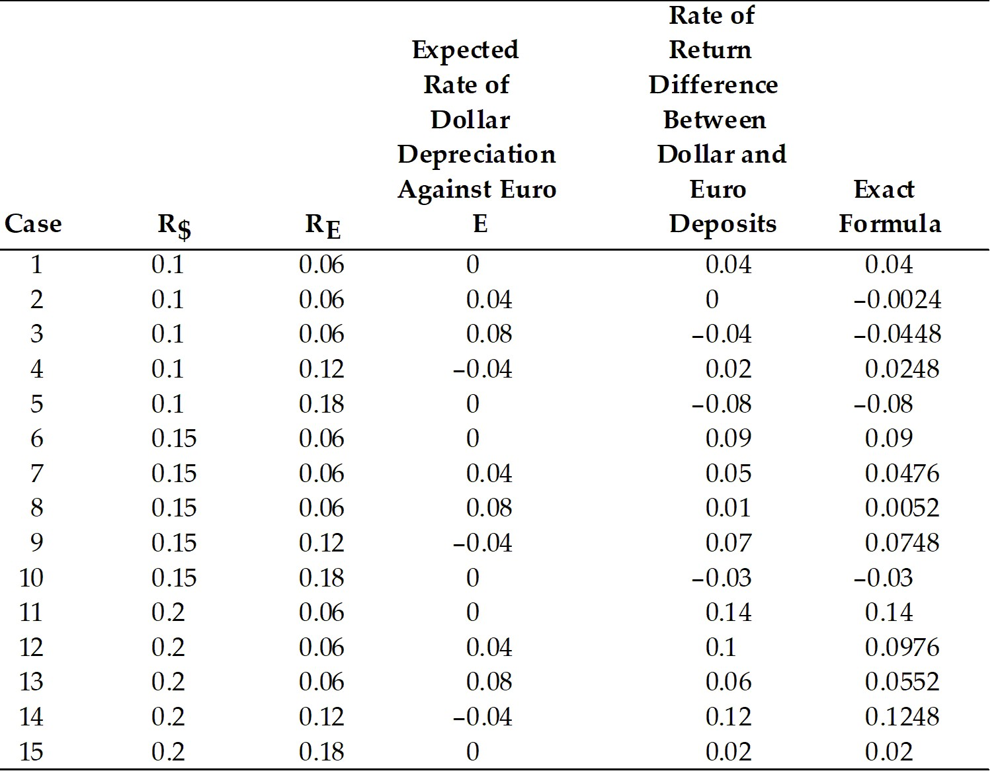 Rate of
Expected Return
Rate of Difference
Dollar Between
Depreciation Dollar and
Against Euro Euro Exact
Case R$ RE E Deposits Formula
1 0.1 0.06 0 0.04 0.04
2 0.1 0.06 0.04 0 –0.0024
3 0.1 0.06 0.08 –0.04 –0.0448
4 0.1 0.12 –0.04 0.02 0.0248
5 0.1 0.18 0 –0.08 –0.08
6 0.15 0.06 0 0.09 0.09
7 0.15 0.06 0.04 0.05 0.0476
8 0.15 0.06 0.08 0.01 0.0052
9 0.15 0.12 –0.04 0.07 0.0748
10 0.15 0.18 0 –0.03 –0.03
11 0.2 0.06 0 0.14 0.14
12 0.2 0.06 0.04 0.1 0.0976
13 0.2 0.06 0.08 0.06 0.0552
14 0.2 0.12 –0.04 0.12 0.1248
15 0.2 0.18 0 0.02 0.02